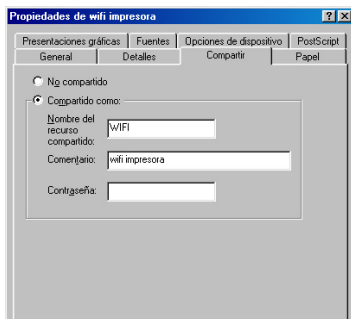 Propiedades de wifi impresora
Presentaciones gráficas Fuentes Opciones de dispositivo PostScript
General Detalles Compartir Papel
No compartido
Compartido como:
Nombre del recurso compartido: WIFI
Comentario: wifi impresora
Contraseña: